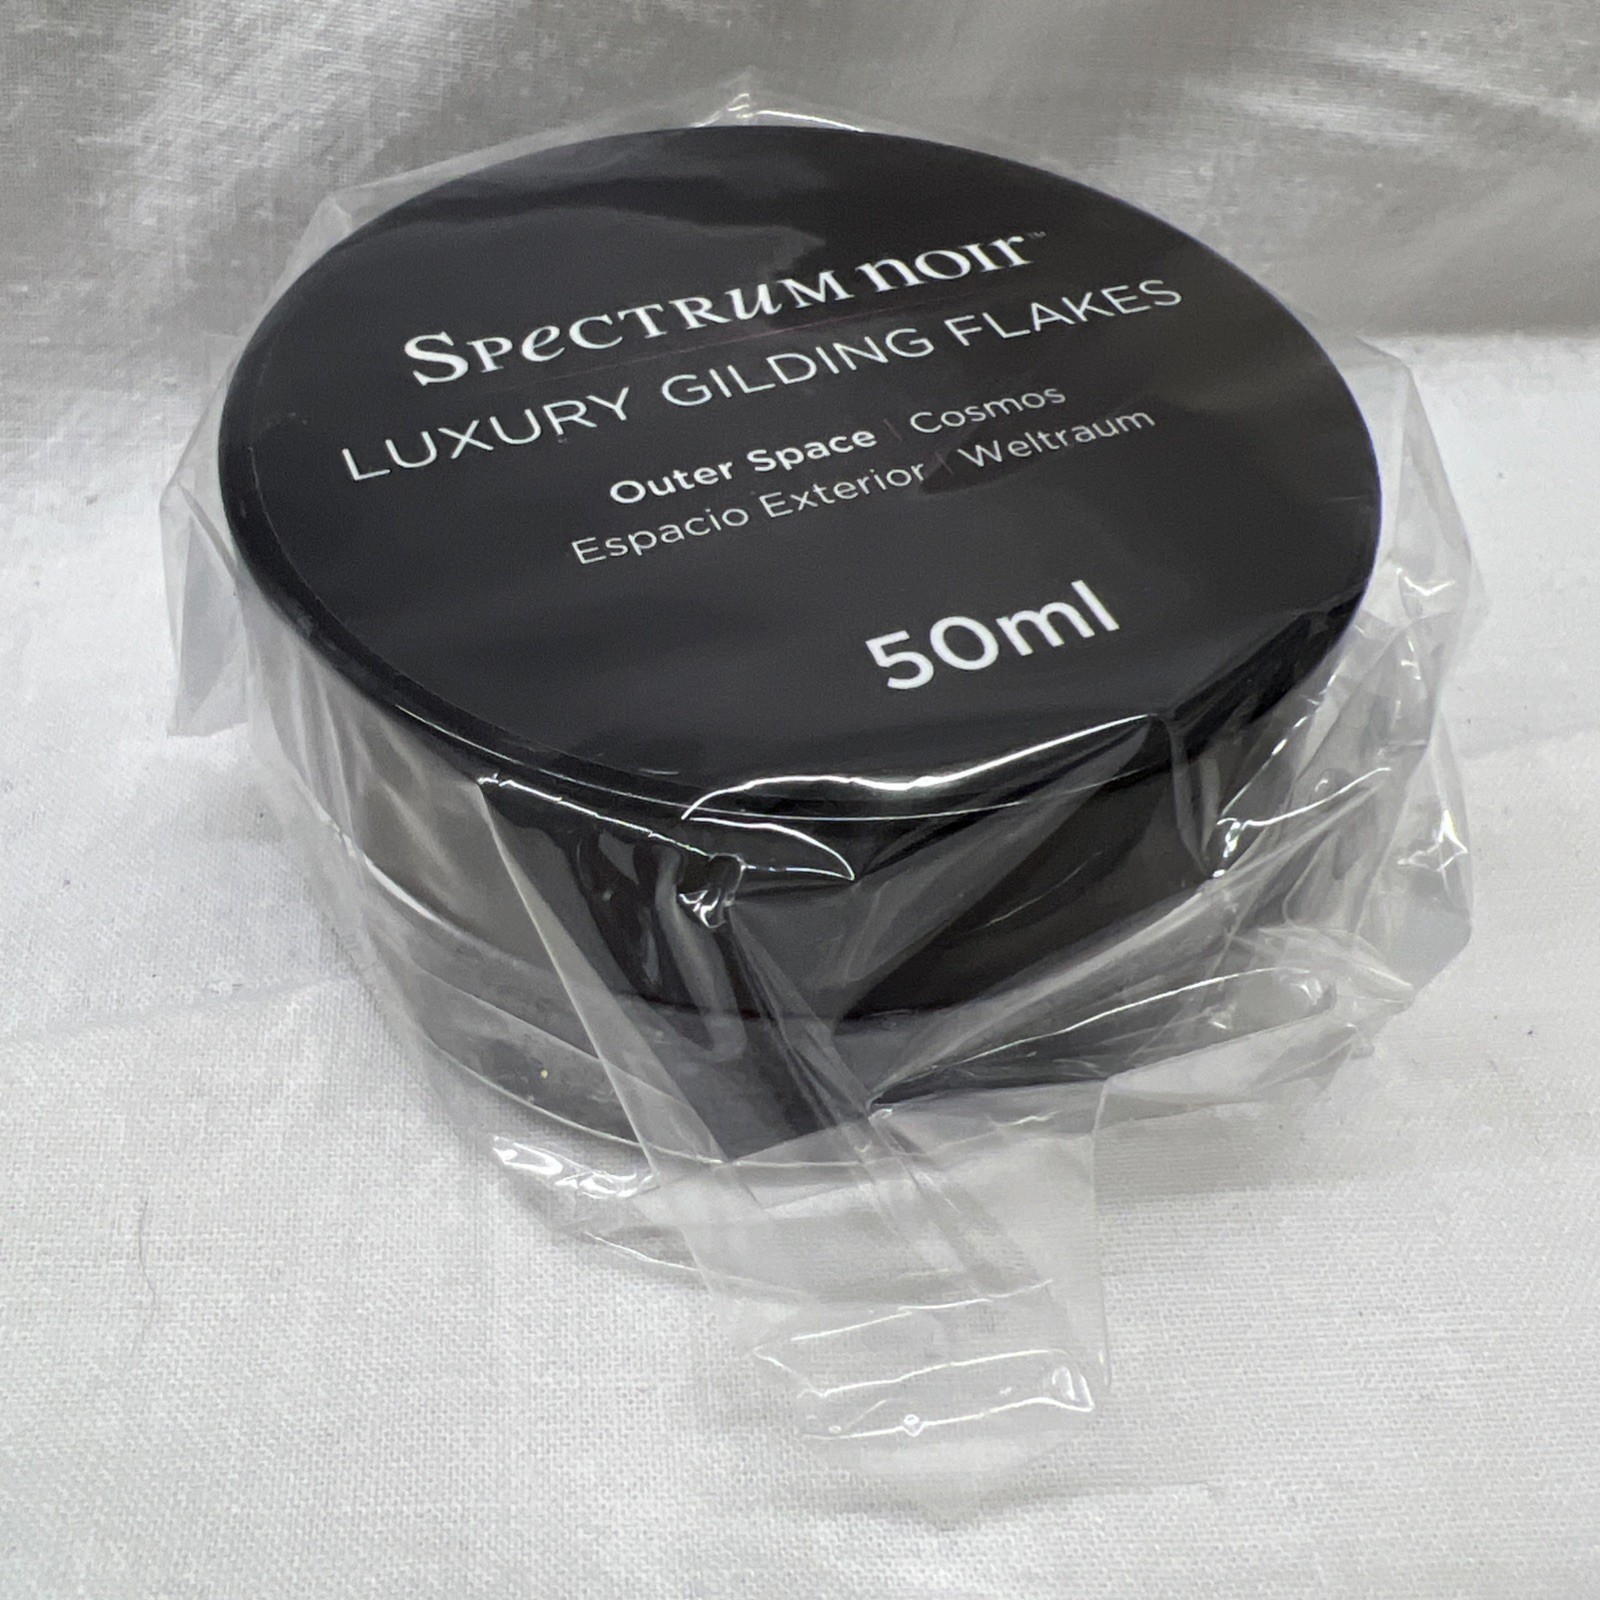 SPECTRUM noir™
LUXURY GILDING FLAKES
Outer Space | Cosmos
Espacio Exterior | Weltraum
50ml